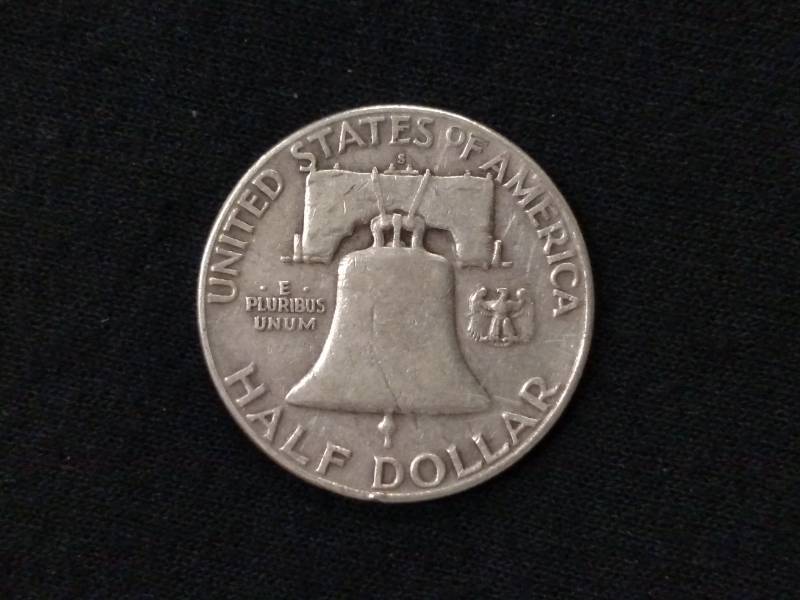 UNITED STATES OF AMERICA
S
· E ·
PLURIBUS
UNUM
HALF DOLLAR